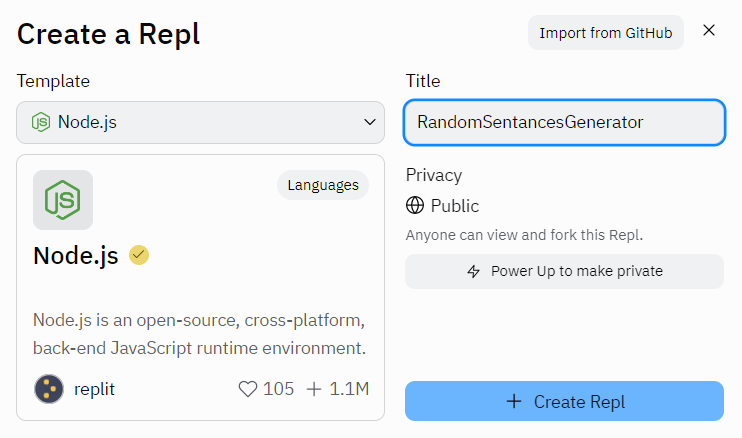 Create a Repl
Import from GitHub
Template
Node.js
Languages
Node.js
Node.js is an open-source, cross-platform,
back-end JavaScript runtime environment.
replit
105
1.1M
Title
RandomSentancesGenerator
Privacy
Public
Anyone can view and fork this Repl.
Power Up to make private
Create Repl